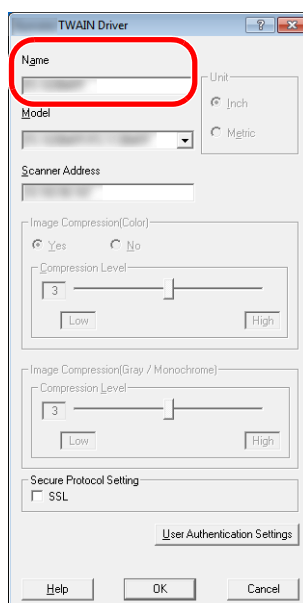 TWAIN Driver
Name
Unit
Inch
Model
Metric
Scanner Address
Image Compression(Color)
Yes No
Compression Level
3
Low High
Image Compression(Gray / Monochrome)
Compression Level
3
Low High
Secure Protocol Setting
SSL
User Authentication Settings
Help OK Cancel